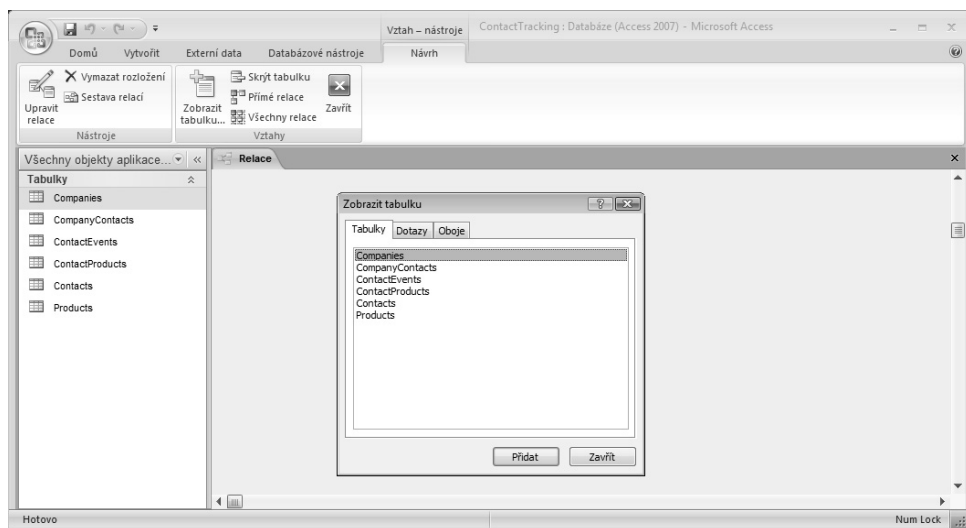 Vztah – nástroje
ContactTracking : Databáze (Access 2007) - Microsoft Access
Domů Vytvořit Externí data Databázové nástroje Návrh
Upravit relace
Vymazat rozložení
Sestava relací
Nástroje
Zobrazit tabulku...
Skrýt tabulku
Přímé relace
Všechny relace
Zavřít
Vztahy
Všechny objekty aplikace...
Tabulky
Companies
CompanyContacts
ContactEvents
ContactProducts
Contacts
Products
Relace
Zobrazit tabulku
Tabulky Dotazy Oboje
Companies
CompanyContacts
ContactEvents
ContactProducts
Contacts
Products
Přidat Zavřít
Hotovo
Num Lock